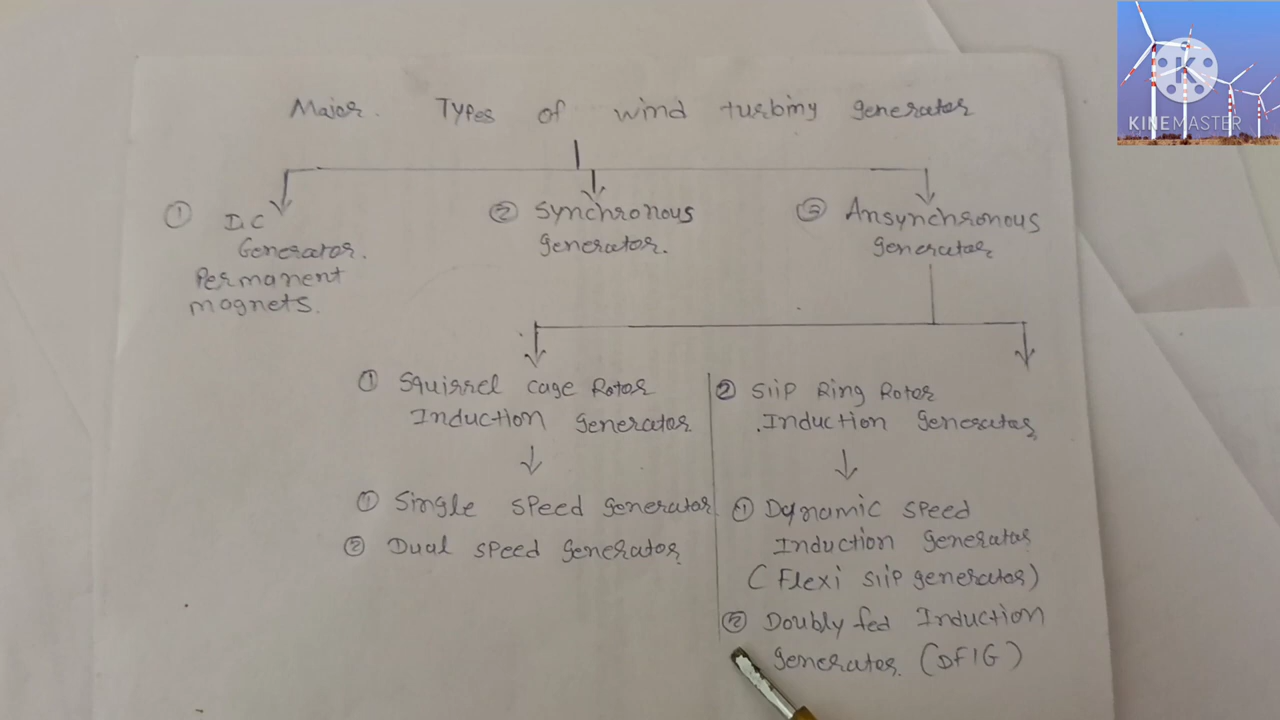 Major. Types of wind turbiny generator
① D.C
Generator.
Permanent
magnets.
② Synchronous
generator.
③ Ansynchronous
generator
① Squirrel cage Rotor
Induction generator
② Slip Ring Rotor
Induction generator
① Single speed generator
② Dual speed generator
① Dynamic speed
Induction generator
(Flexi slip generator)
② Doubly fed Induction
generator. (DFIG)
K
KINEMASTER